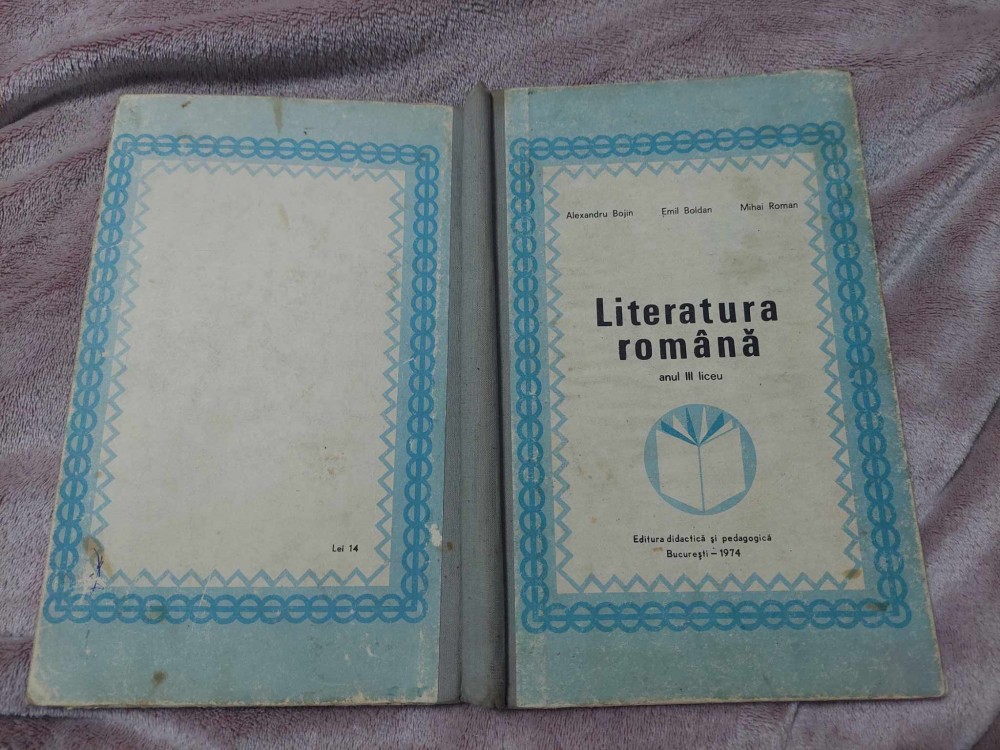 Alexandru Bojin Emil Boldan Mihai Roman
Literatura
română
anul III liceu
Editura didactică și pedagogică
București – 1974
Lei 14